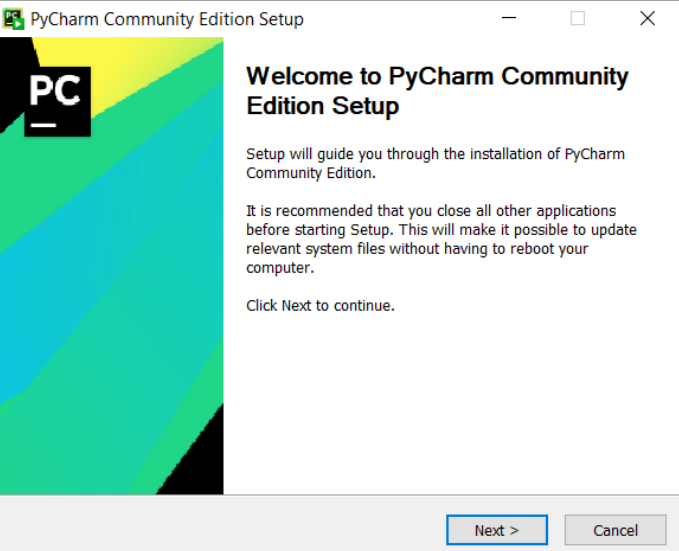 PyCharm Community Edition Setup
PC
Welcome to PyCharm Community
Edition Setup
Setup will guide you through the installation of PyCharm
Community Edition.
It is recommended that you close all other applications
before starting Setup. This will make it possible to update
relevant system files without having to reboot your
computer.
Click Next to continue.
Next >
Cancel